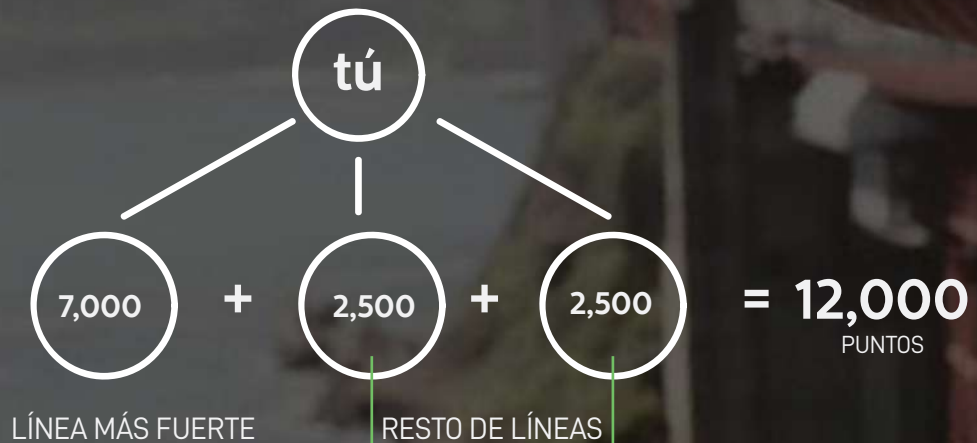 tú
7,000 + 2,500 + 2,500 = 12,000
PUNTOS
LÍNEA MÁS FUERTE RESTO DE LÍNEAS